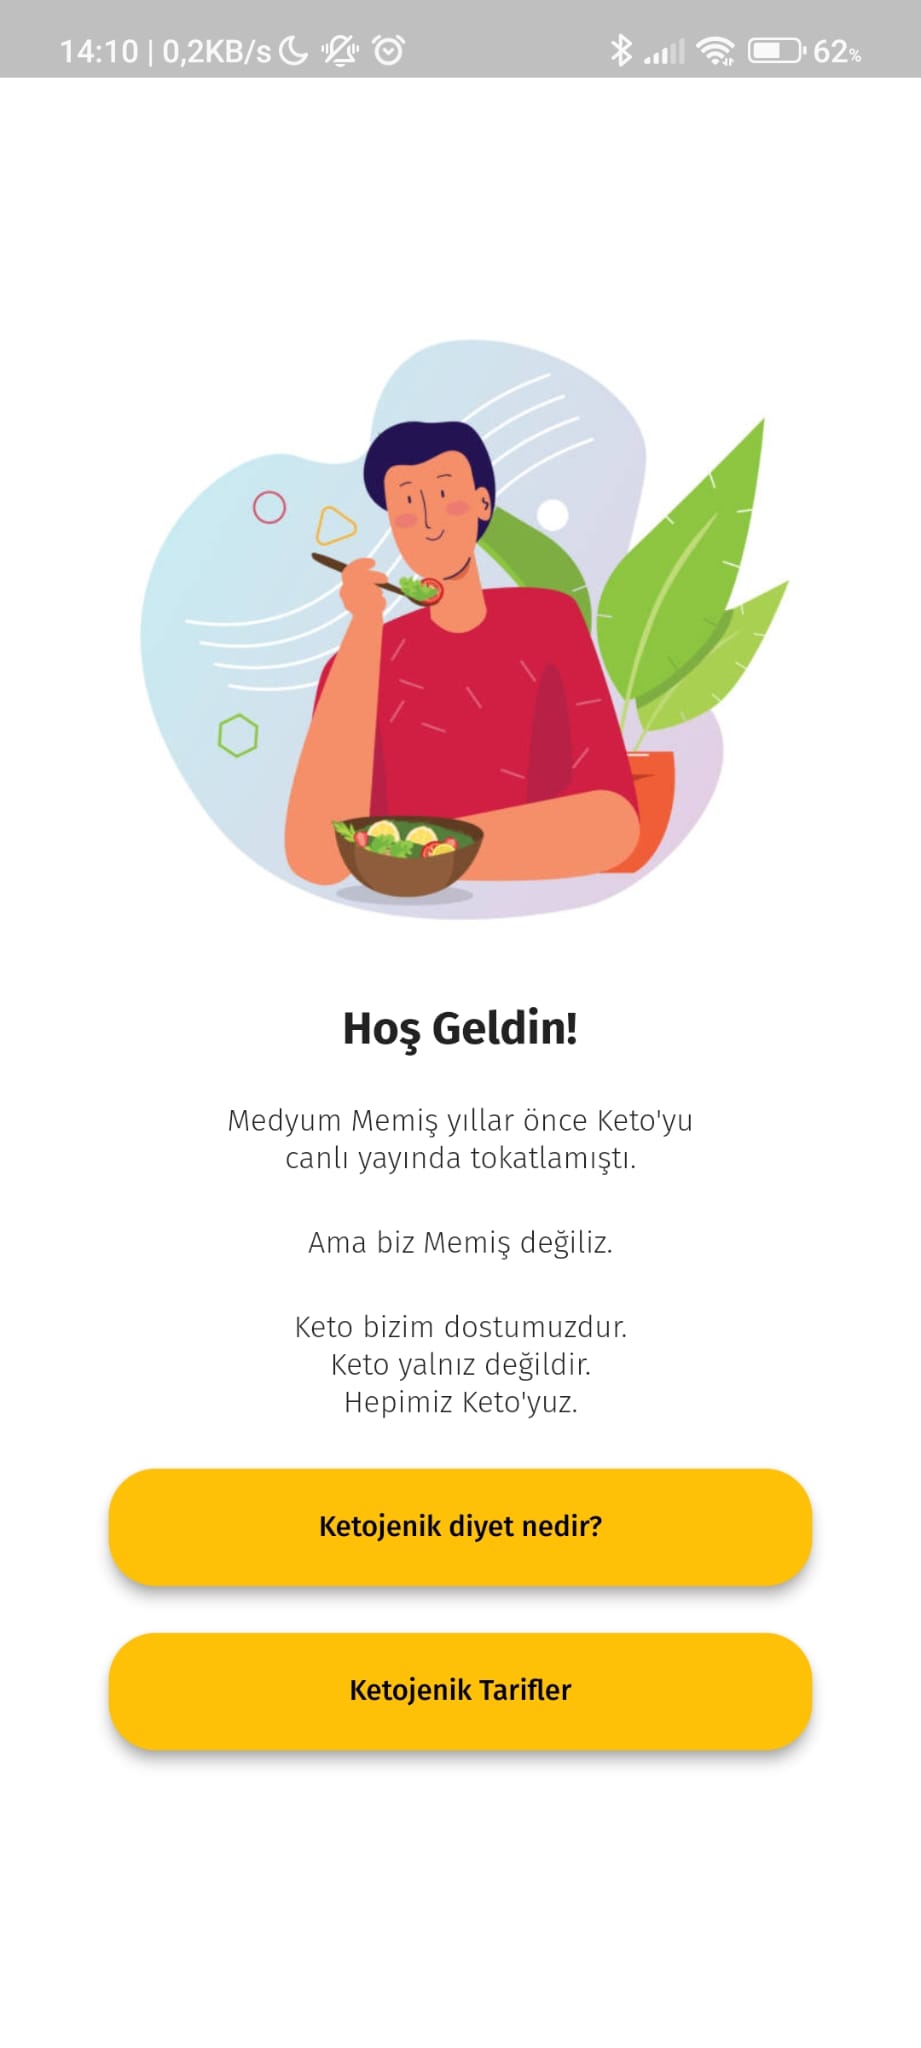 14:10 | 0,2KB/s 62%
Hoş Geldin!
Medyum Memiş yıllar önce Keto'yu
canlı yayında tokatlamıştı.
Ama biz Memiş değiliz.
Keto bizim dostumuzdur.
Keto yalnız değildir.
Hepimiz Keto'yuz.
Ketojenik diyet nedir?
Ketojenik Tarifler